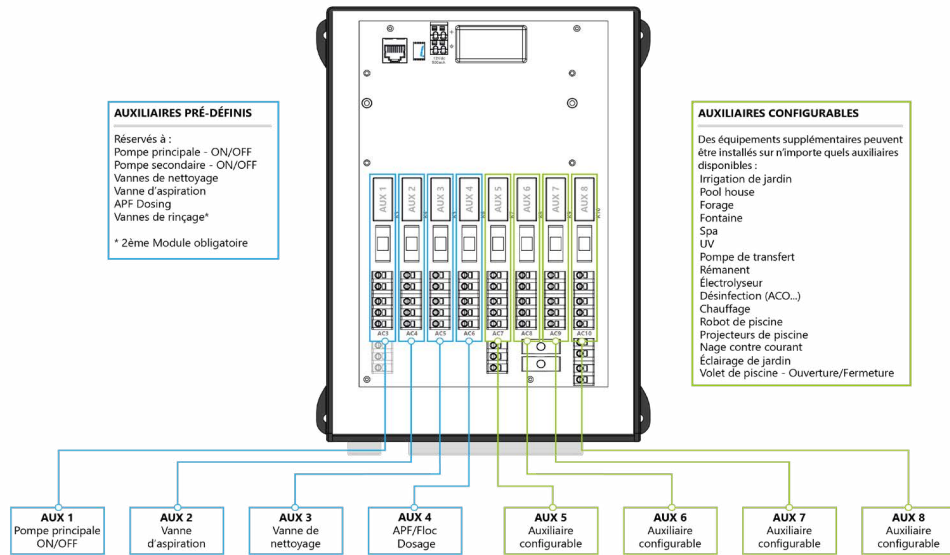 12Vdc
AUXILIAIRES PRÉ-DÉFINIS
Réservés à :
Pompe principale - ON/OFF
Pompe secondaire - ON/OFF
Vannes de nettoyage
Vanne d'aspiration
APF Dosing
Vannes de rinçage*
* 2ème Module obligatoire
AUXILIAIRES CONFIGURABLES
Des équipements supplémentaires peuvent
être installés sur n'importe quels auxiliaires
disponibles :
Irrigation de jardin
Pool house
Forage
Fontaine
Spa
UV
Pompe de transfert
Rémanent
Électrolyseur
Désinfection (ACO...)
Chauffage
Robot de piscine
Projecteurs de piscine
Nage contre courant
Éclairage de jardin
Volet de piscine - Ouverture/Fermeture
AUX 1 AUX 2 AUX 3 AUX 4 AUX 5 AUX 6 AUX 7 AUX 8
AC3 AC4 AC5 AC6 AC7 AC8 AC9 AC10
AUX 1
Pompe principale
ON/OFF
AUX 2
Vanne
d'aspiration
AUX 3
Vanne de
nettoyage
AUX 4
APF/Floc
Dosage
AUX 5
Auxiliaire
configurable
AUX 6
Auxiliaire
configurable
AUX 7
Auxiliaire
configurable
AUX 8
Auxiliaire
configurable